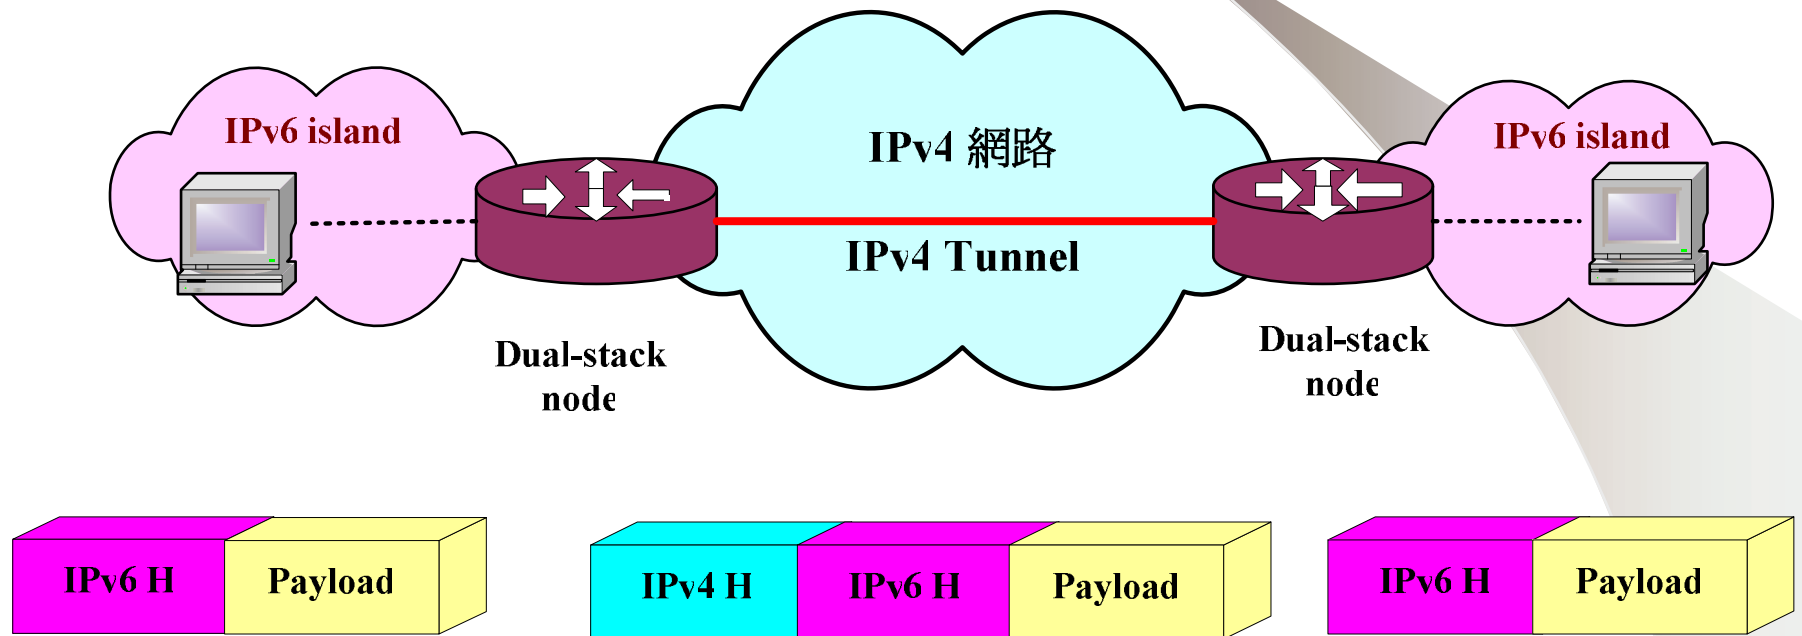 IPv6 island
IPv4 網路
IPv6 island
IPv4 Tunnel
Dual-stack
node
Dual-stack
node
IPv6 H
Payload
IPv4 H
IPv6 H
Payload
IPv6 H
Payload